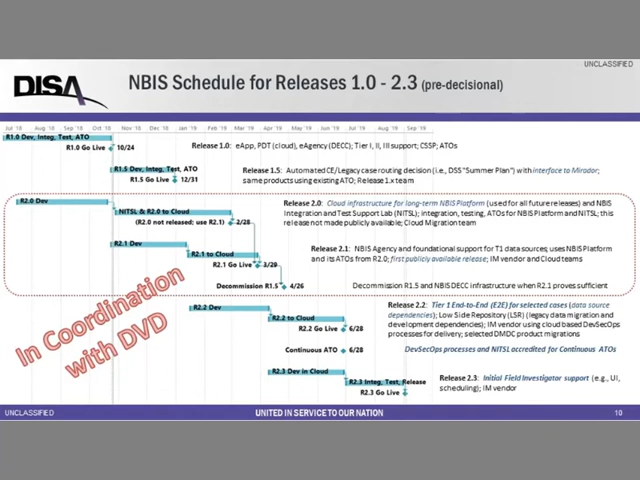 UNCLASSIFIED
DISA
NBIS Schedule for Releases 1.0 - 2.3 (pre-decisional)
Jul '18 Aug '18 Sep '18 Oct '18 Nov '18 Dec '18 Jan '19 Feb '19 Mar '19 Apr '19 May '19 Jun '19 Jul '19 Aug '19 Sep '19
R1.0 Dev, Integ, Test, ATO
R1.0 Go Live 10/24
Release 1.0: eApp, PDT (cloud), eAgency (DECC); Tier I, II, III support; CSSP; ATOs
R1.5 Dev, Integ, Test, ATO
R1.5 Go Live 12/31
Release 1.5: Automated CE/Legacy case routing decision (i.e., DSS "Summer Plan") with interface to Mirador;
same products using existing ATO; Release 1.x team
R2.0 Dev
NITSL & R2.0 to Cloud
(R2.0 not released; use R2.1) 2/28
Release 2.0: Cloud infrastructure for long-term NBIS Platform (used for all future releases) and NBIS
Integration and Test Support Lab (NITSL); integration, testing, ATOs for NBIS Platform and NITSL; this
release not made publicly available; Cloud Migration team
R2.1 Dev
R2.1 to Cloud
R2.1 Go Live 3/29
Release 2.1: NBIS Agency and foundational support for T1 data sources; uses NBIS Platform
and its ATOs from R2.0; first publicly available release; IM vendor and Cloud teams
Decommission R1.5 4/26
Decommission R1.5 and NBIS DECC infrastructure when R2.1 proves sufficient
In Coordination
with DVD
R2.2 Dev
R2.2 to Cloud
R2.2 Go Live 6/28
Release 2.2: Tier 1 End-to-End (E2E) for selected cases (data source
dependencies); Low Side Repository (LSR) (legacy data migration and
development dependencies); IM vendor using cloud based DevSecOps
processes for delivery; selected DMDC product migrations
Continuous ATO 6/28
DevSecOps processes and NITSL accredited for Continuous ATOs
R2.3 Dev in Cloud
R2.3 Integ, Test, Release
R2.3 Go Live
Release 2.3: Initial Field Investigator support (e.g., UI,
scheduling); IM vendor
UNCLASSIFIED
UNITED IN SERVICE TO OUR NATION
10